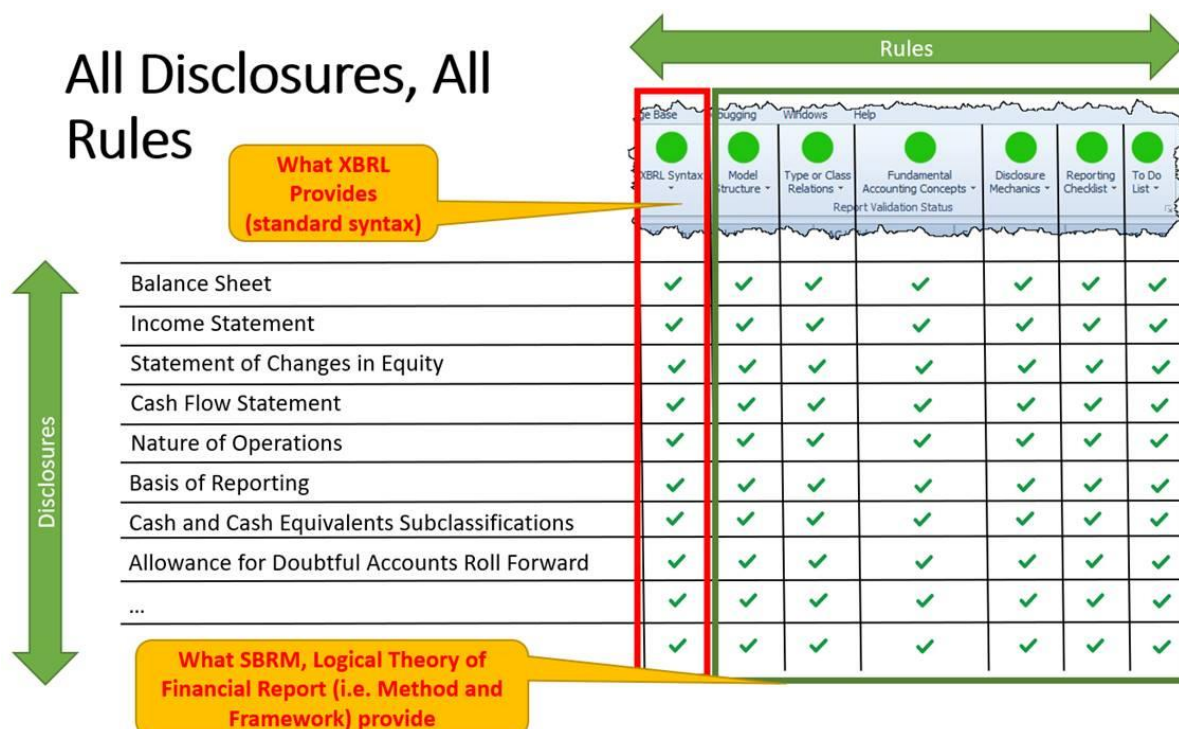 All Disclosures, All
Rules
Rules
What XBRL
Provides
(standard syntax)
ge Base
bugging
Windows
Help
XBRL Syntax
Model
Structure
Type or Class
Relations
Fundamental
Accounting Concepts
Disclosure
Mechanics
Reporting
Checklist
To Do
List
Report Validation Status
Disclosures
Balance Sheet
Income Statement
Statement of Changes in Equity
Cash Flow Statement
Nature of Operations
Basis of Reporting
Cash and Cash Equivalents Subclassifications
Allowance for Doubtful Accounts Roll Forward
...
What SBRM, Logical Theory of
Financial Report (i.e. Method and
Framework) provide